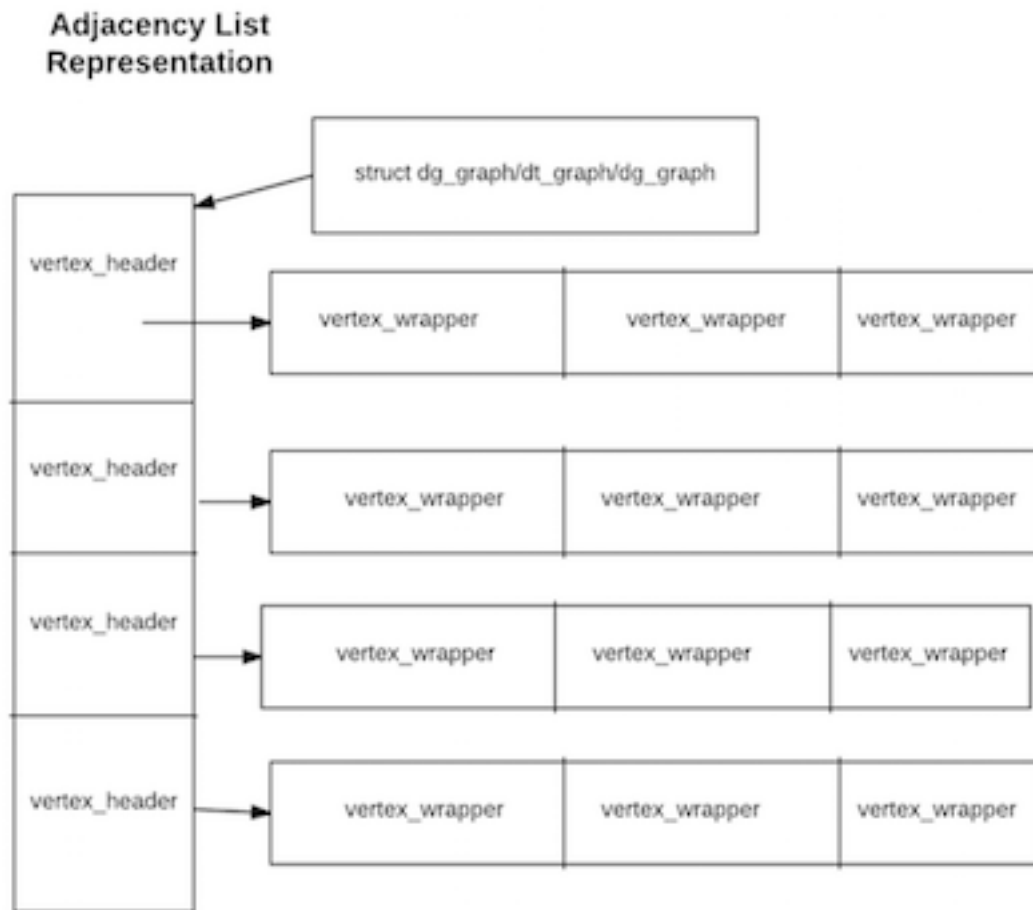 Adjacency List
Representation
struct dg_graph/dt_graph/dg_graph
vertex_header
vertex_wrapper vertex_wrapper vertex_wrapper
vertex_header
vertex_wrapper vertex_wrapper vertex_wrapper
vertex_header
vertex_wrapper vertex_wrapper vertex_wrapper
vertex_header
vertex_wrapper vertex_wrapper vertex_wrapper